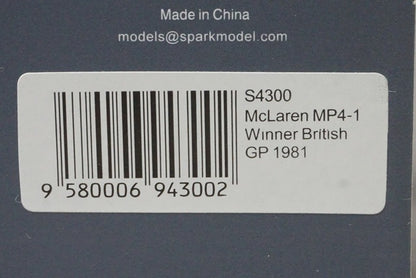 Made in China
models@sparkmodel.com
S4300
McLaren MP4-1
Winner British
GP 1981
9 580006 943002